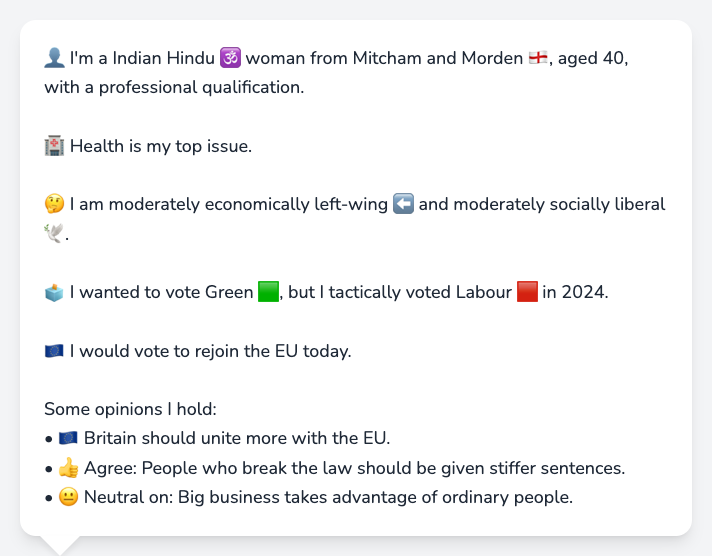 👤 I'm a Indian Hindu 🕉️ woman from Mitcham and Morden 🏴󠁧󠁢󠁥󠁮󠁧󠁿, aged 40,
with a professional qualification.
🏥 Health is my top issue.
🤔 I am moderately economically left-wing ⬅️ and moderately socially liberal
🕊️.
🗳️ I wanted to vote Green 🟩, but I tactically voted Labour 🟥 in 2024.
🇪🇺 I would vote to rejoin the EU today.
Some opinions I hold:
• 🇪🇺 Britain should unite more with the EU.
• 👍 Agree: People who break the law should be given stiffer sentences.
• 😐 Neutral on: Big business takes advantage of ordinary people.